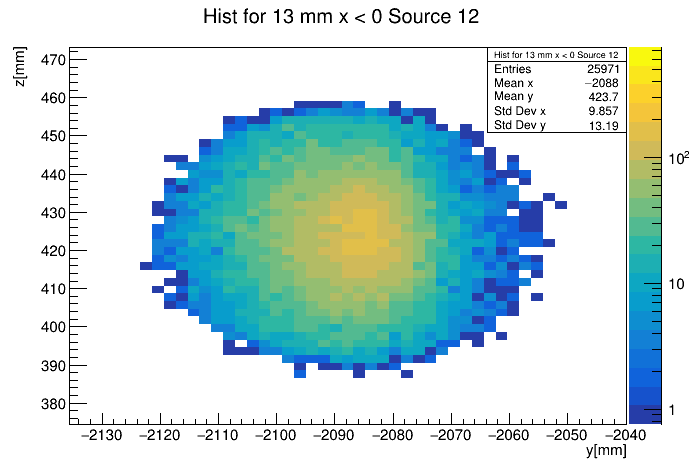 Hist for 13 mm x < 0 Source 12
z[mm]
Hist for 13 mm x < 0 Source 12
Entries 25971
Mean x −2088
Mean y 423.7
Std Dev x 9.857
Std Dev y 13.19
470
460
450
440
430
420
410
400
390
380
10²
10
1
−2130 −2120 −2110 −2100 −2090 −2080 −2070 −2060 −2050 −2040
y[mm]